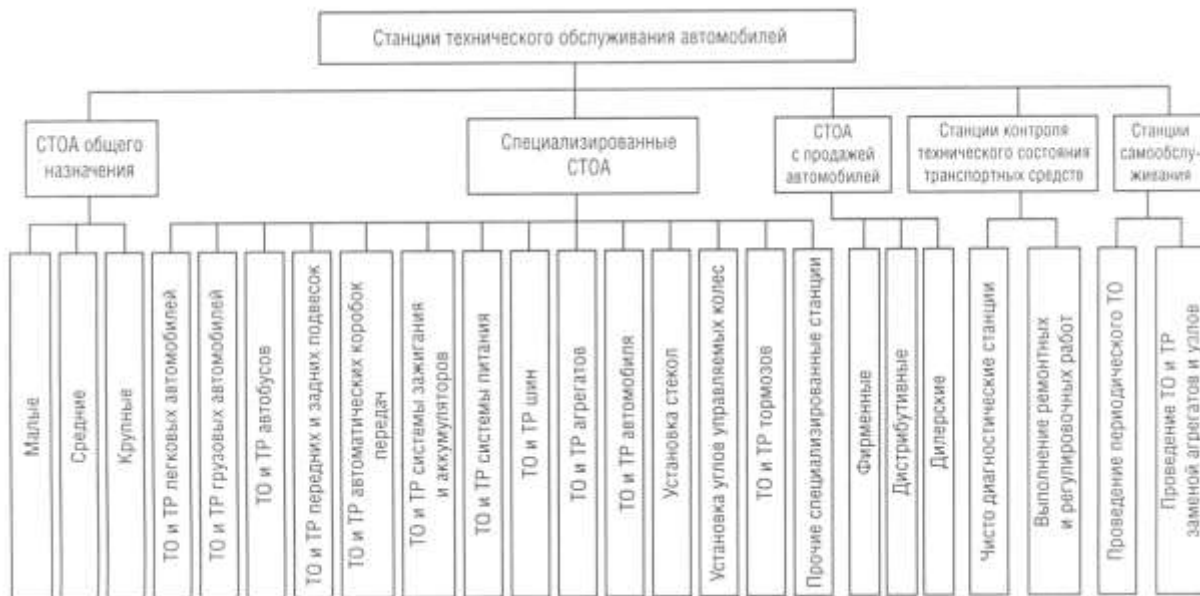 Станции технического обслуживания автомобилей
СТОА общего
назначения
Специализированные
СТОА
СТОА
с продажей
автомобилей
Станции контроля
технического состояния
транспортных средств
Станции
самообслу-
живания
Малые
Средние
Крупные
ТО и ТР легковых автомобилей
ТО и ТР грузовых автомобилей
ТО и ТР автобусов
ТО и ТР передних и задних подвесок
ТО и ТР автоматических коробок
передач
ТО и ТР системы зажигания
и аккумуляторов
ТО и ТР системы питания
ТО и ТР шин
ТО и ТР агрегатов
ТО и ТР автомобиля
Установка стекол
Установка углов управляемых колес
ТО и ТР тормозов
Прочие специализированные станции
Фирменные
Дистрибутивные
Дилерские
Чисто диагностические станции
Выполнение ремонтных
и регулировочных работ
Проведение периодического ТО
Проведение ТО и ТР
заменой агрегатов и узлов